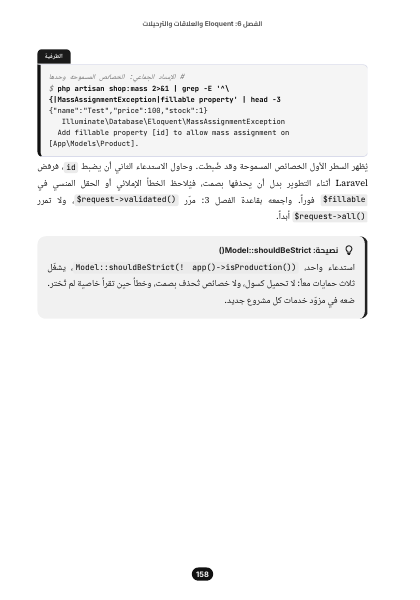 الفصل 6: Eloquent والعلاقات والترحيلات
الطرفية
# الإسناد الجماعي: الخصائص المسموحة وحدها
$ php artisan shop:mass 2>&1 | grep -E '^\
{|MassAssignmentException|fillable property' | head -3
{"name":"Test","price":100,"stock":1}
Illuminate\Database\Eloquent\MassAssignmentException
Add fillable property [id] to allow mass assignment on
[App\Models\Product].
يُظهر السطر الأول الخصائص المسموحة وقد ضُبطت. وحاول الاستدعاء الثاني أن يضبط id، فرفض
Laravel أثناء التطوير بدل أن يحذفها بصمت، فيُلاحظ الخطأ الإملائي أو الحقل المنسي في
$fillable فوراً. واجمعه بقاعدة الفصل 3: مرّر $request->validated()، ولا تمرر
$request->all() أبداً.
نصيحة: Model::shouldBeStrict()
استدعاء واحد، Model::shouldBeStrict(! app()->isProduction())، يشغّل
ثلاث حمايات معاً: لا تحميل كسول، ولا خصائص تُحذف بصمت، وخطأ حين تقرأ خاصية لم تُختر.
ضعه في مزوّد خدمات كل مشروع جديد.
158